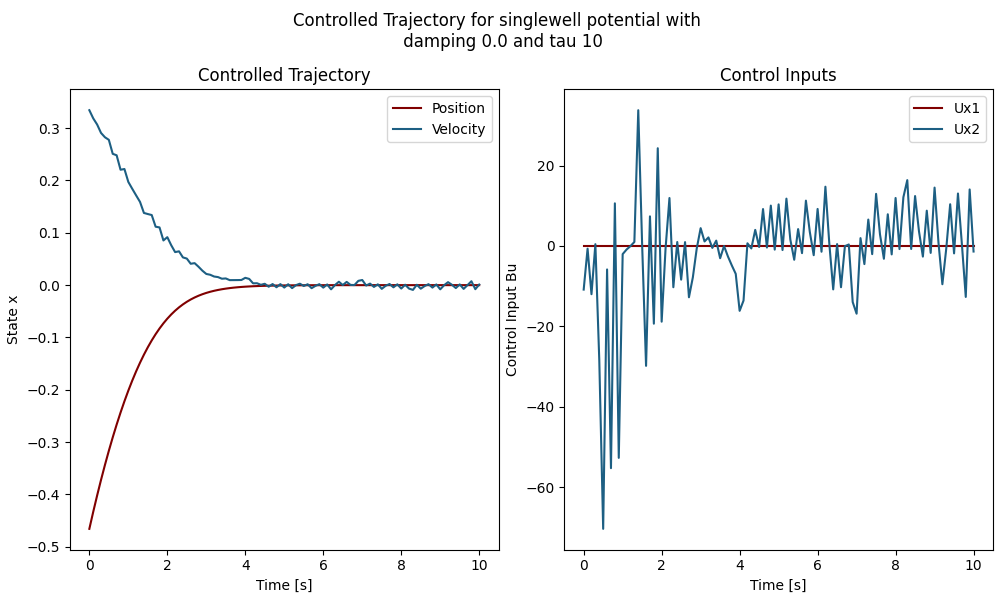 Controlled Trajectory for singlewell potential with
damping 0.0 and tau 10
Controlled Trajectory
Position
Velocity
State x
0.3
0.2
0.1
0.0
−0.1
−0.2
−0.3
−0.4
−0.5
0
2
4
6
8
10
Time [s]
Control Inputs
Ux1
Ux2
Control Input Bu
20
0
−20
−40
−60
0
2
4
6
8
10
Time [s]